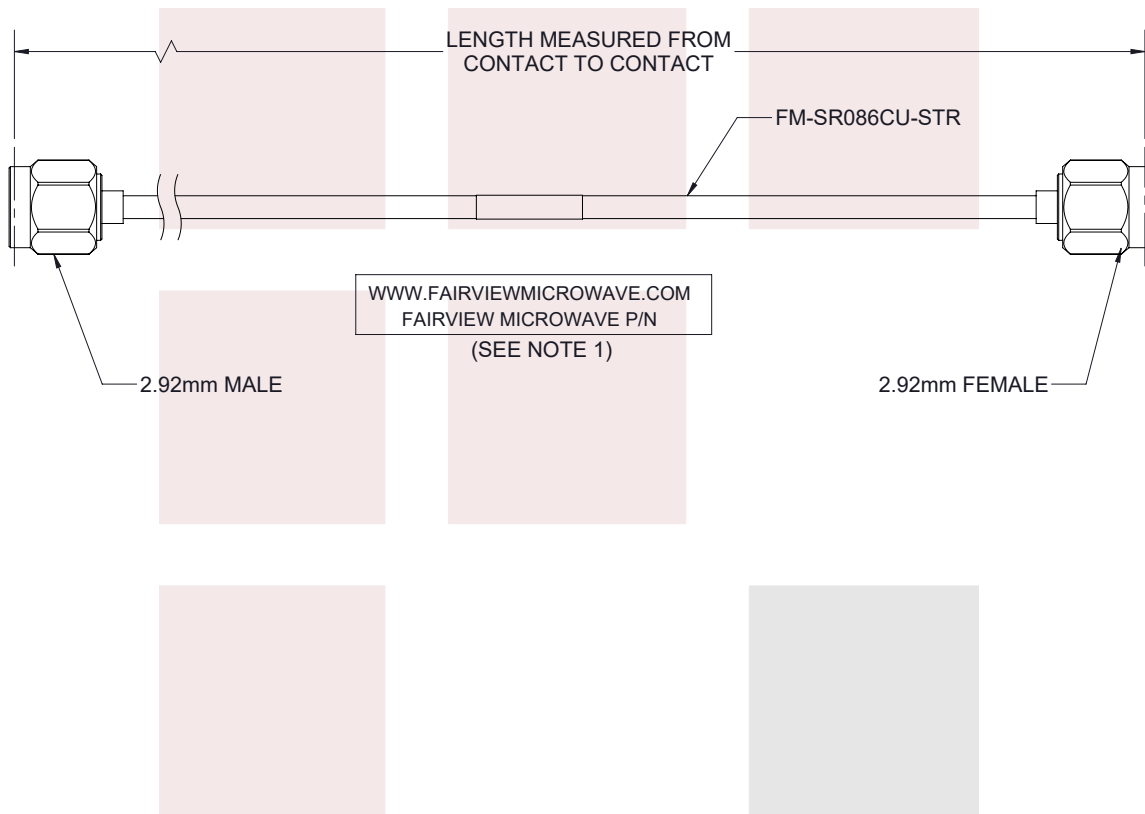 LENGTH MEASURED FROM
CONTACT TO CONTACT
FM-SR086CU-STR
WWW.FAIRVIEWMICROWAVE.COM
FAIRVIEW MICROWAVE P/N
(SEE NOTE 1)
2.92mm MALE
2.92mm FEMALE